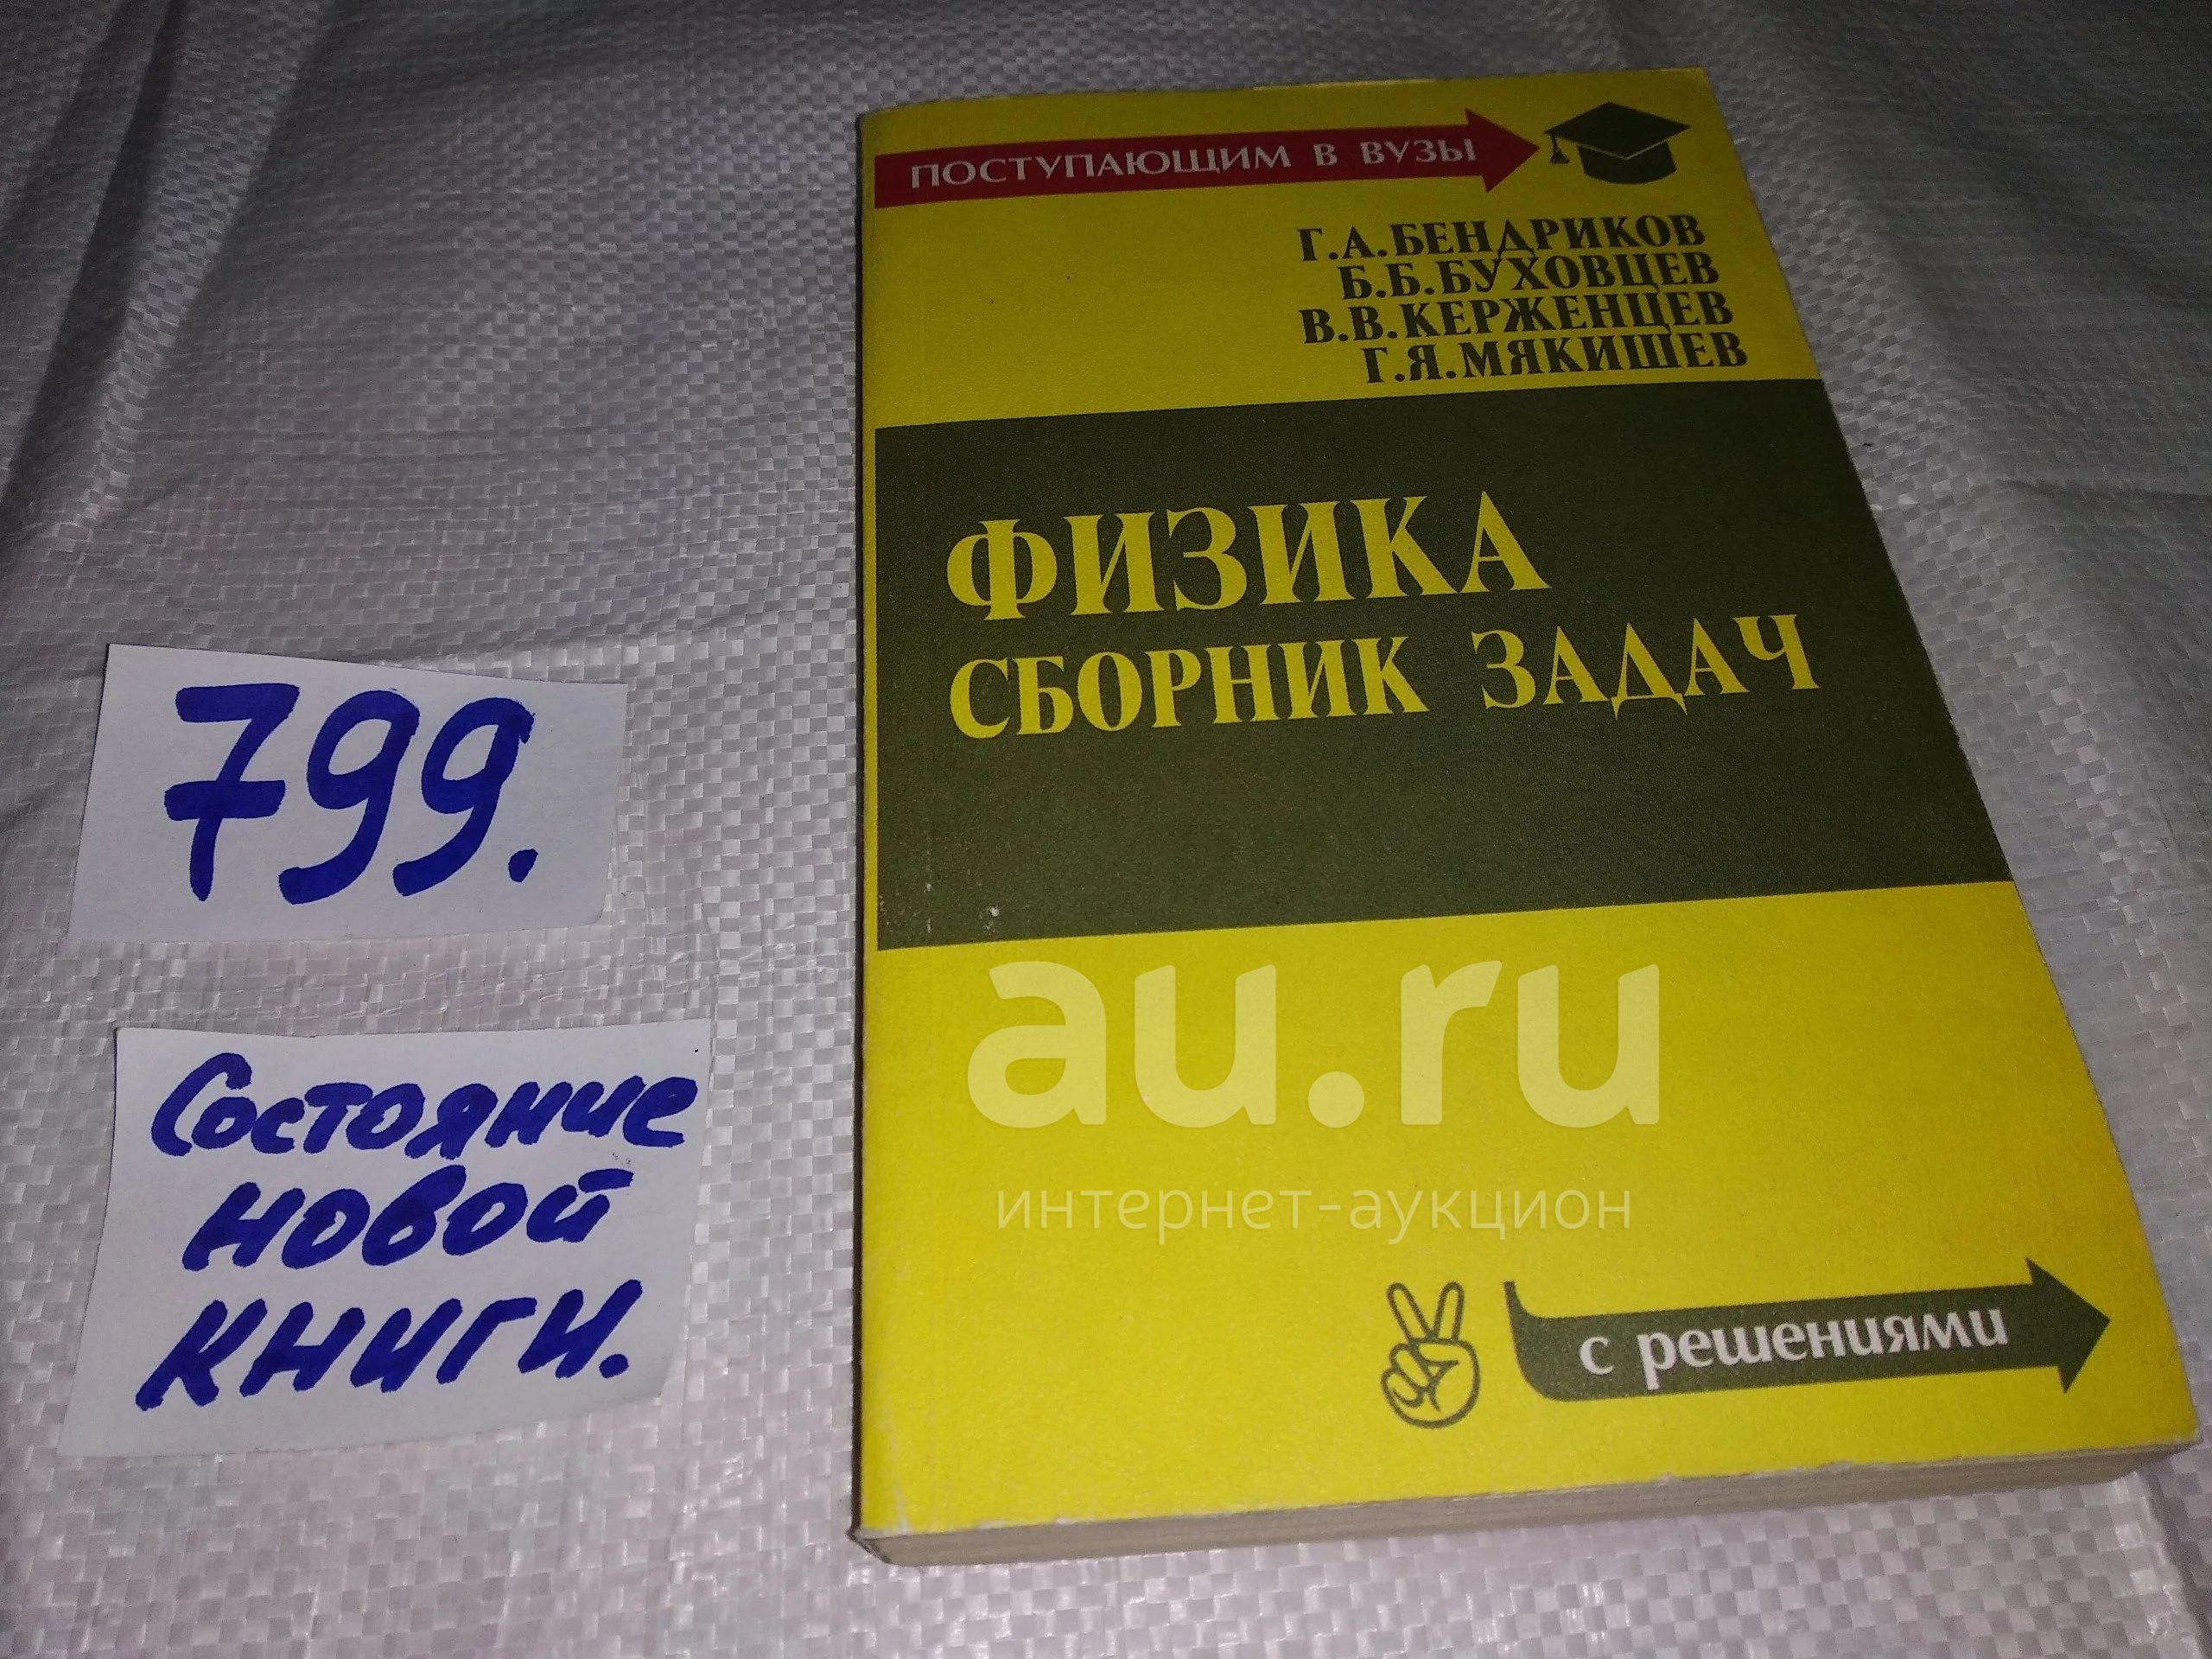 ПОСТУПАЮЩИМ В ВУЗЫ
Г.А.БЕНДРИКОВ
Б.Б.БУХОВЦЕВ
В.В.КЕРЖЕНЦЕВ
Г.Я.МЯКИШЕВ
ФИЗИКА
СБОРНИК ЗАДАЧ
799.
Состояние
новой
книги.
au.ru
интернет-аукцион
с решениями